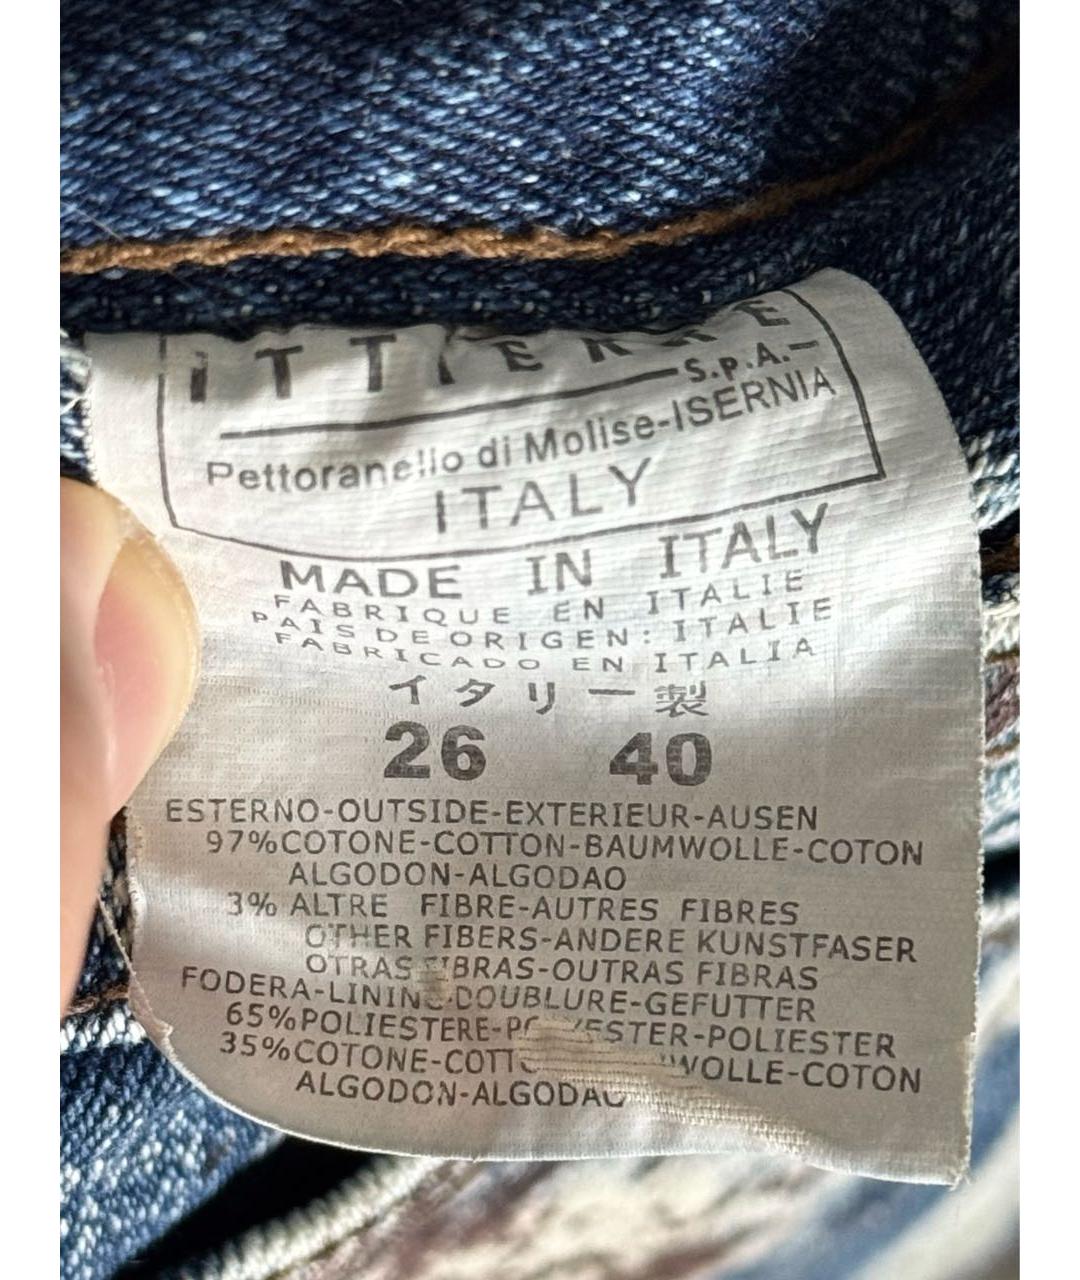 ITTIERRE
S.P.A.-
Pettoranello di Molise-ISERNIA
ITALY
MADE IN ITALY
FABRIQUE EN ITALIE
PAIS DE ORIGEN: ITALIE
FABRICADO EN ITALIA
イタリー製
26 40
ESTERNO-OUTSIDE-EXTERIEUR-AUSEN
97%COTONE-COTTON-BAUMWOLLE-COTON
ALGODON-ALGODAO
3% ALTRE FIBRE-AUTRES FIBRES
OTHER FIBERS-ANDERE KUNSTFASER
OTRAS FIBRAS-OUTRAS FIBRAS
FODERA-LINING-DOUBLURE-GEFUTTER
65%POLIESTERE-POLYESTER-POLIESTER
35%COTONE-COTTON-BAUMWOLLE-COTON
ALGODON-ALGODAO